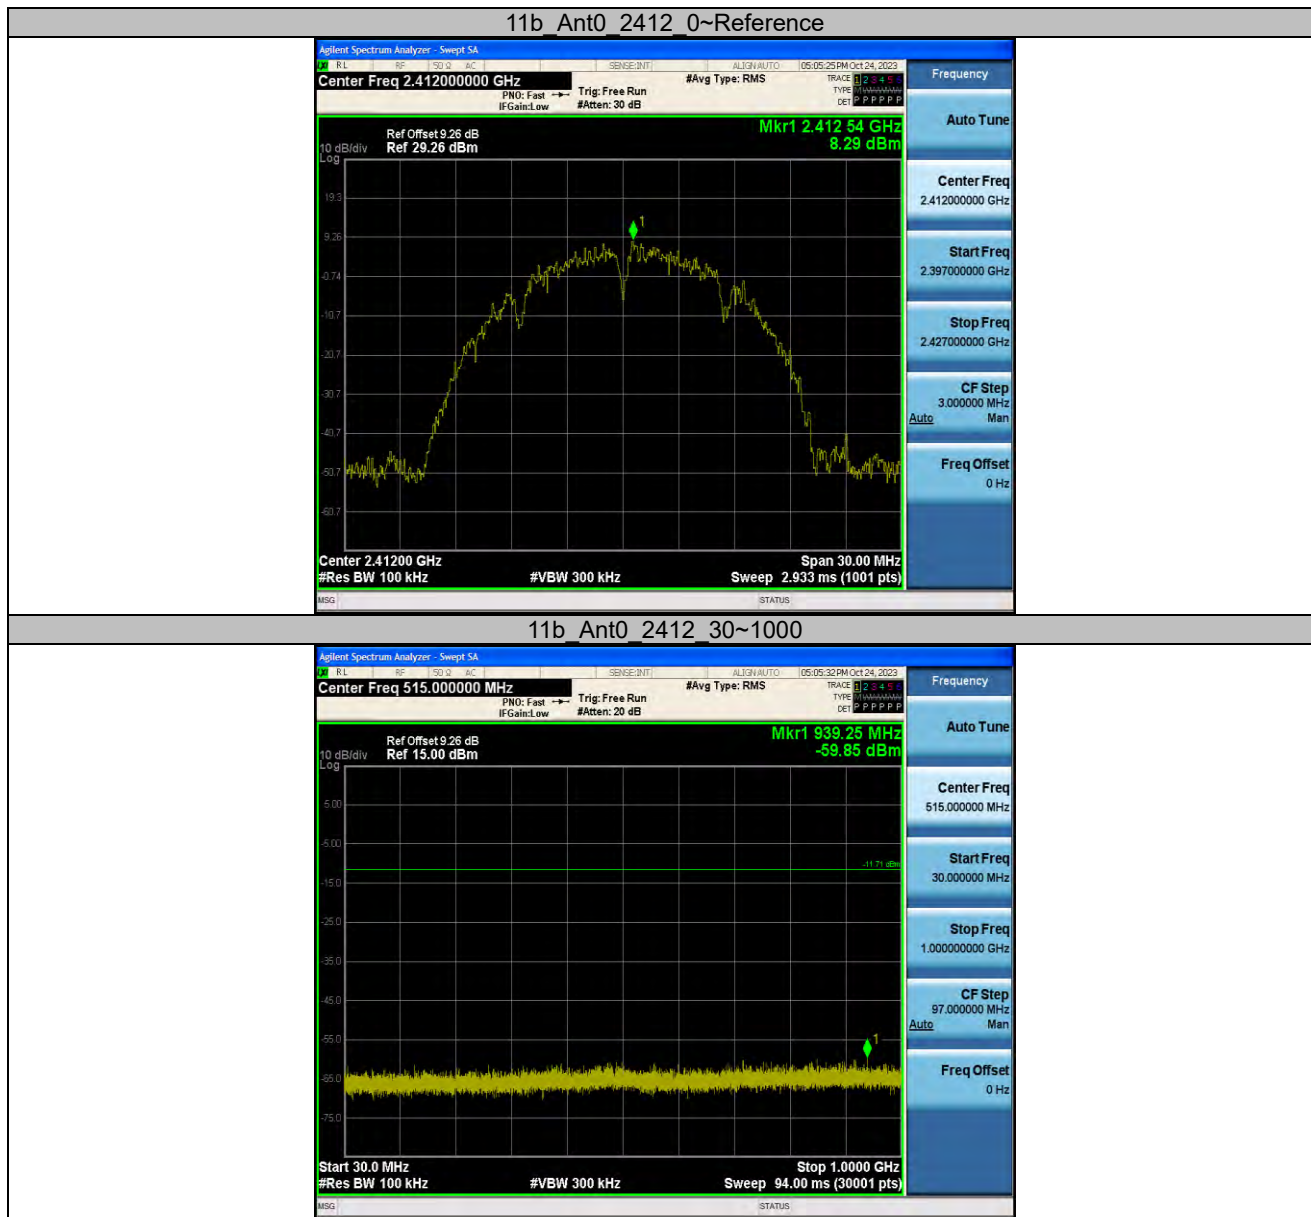 11b_Ant0_2412_0~Reference
Agilent Spectrum Analyzer - Swept SA
RL RF 50 Ω AC SENSE:INT ALIGN AUTO 05:05:25 PM Oct 24, 2023
Center Freq 2.412000000 GHz
PNO: Fast
IFGain:Low
Trig: Free Run
#Atten: 30 dB
#Avg Type: RMS
TRACE 1 2 3 4 5 6
TYPE
DET P P P P P P
Frequency
Mkr1 2.412 54 GHz
8.29 dBm
Ref Offset 9.26 dB
10 dB/div Ref 29.26 dBm
Log
19.3
9.26
-0.74
-10.7
-20.7
-30.7
-40.7
-50.7
-60.7
1
Center 2.41200 GHz Span 30.00 MHz
#Res BW 100 kHz #VBW 300 kHz Sweep 2.933 ms (1001 pts)
MSG STATUS
Auto Tune
Center Freq
2.412000000 GHz
Start Freq
2.397000000 GHz
Stop Freq
2.427000000 GHz
CF Step
3.000000 MHz
Auto Man
Freq Offset
0 Hz
11b_Ant0_2412_30~1000
Agilent Spectrum Analyzer - Swept SA
RL RF 50 Ω AC SENSE:INT ALIGN AUTO 05:05:32 PM Oct 24, 2023
Center Freq 515.000000 MHz
PNO: Fast
IFGain:Low
Trig: Free Run
#Atten: 20 dB
#Avg Type: RMS
TRACE 1 2 3 4 5 6
TYPE
DET P P P P P P
Frequency
Mkr1 939.25 MHz
-59.85 dBm
Ref Offset 9.26 dB
10 dB/div Ref 15.00 dBm
Log
5.00
-5.00
-15.0
-25.0
-35.0
-45.0
-55.0
-65.0
-75.0
-11.71 dBm
1
Start 30.0 MHz Stop 1.0000 GHz
#Res BW 100 kHz #VBW 300 kHz Sweep 94.00 ms (30001 pts)
MSG STATUS
Auto Tune
Center Freq
515.000000 MHz
Start Freq
30.000000 MHz
Stop Freq
1.000000000 GHz
CF Step
97.000000 MHz
Auto Man
Freq Offset
0 Hz